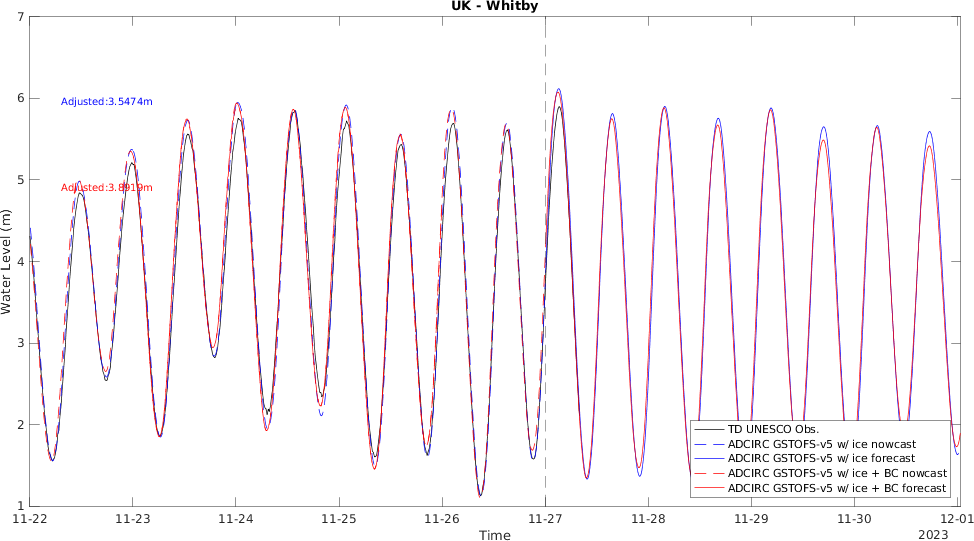 UK - Whitby
7
6
5
4
3
2
1
Water Level (m)
Adjusted:3.5474m
Adjusted:3.8919m
TD UNESCO Obs.
ADCIRC GSTOFS-v5 w/ ice nowcast
ADCIRC GSTOFS-v5 w/ ice forecast
ADCIRC GSTOFS-v5 w/ ice + BC nowcast
ADCIRC GSTOFS-v5 w/ ice + BC forecast
11-22 11-23 11-24 11-25 11-26 11-27 11-28 11-29 11-30 12-01
Time
2023